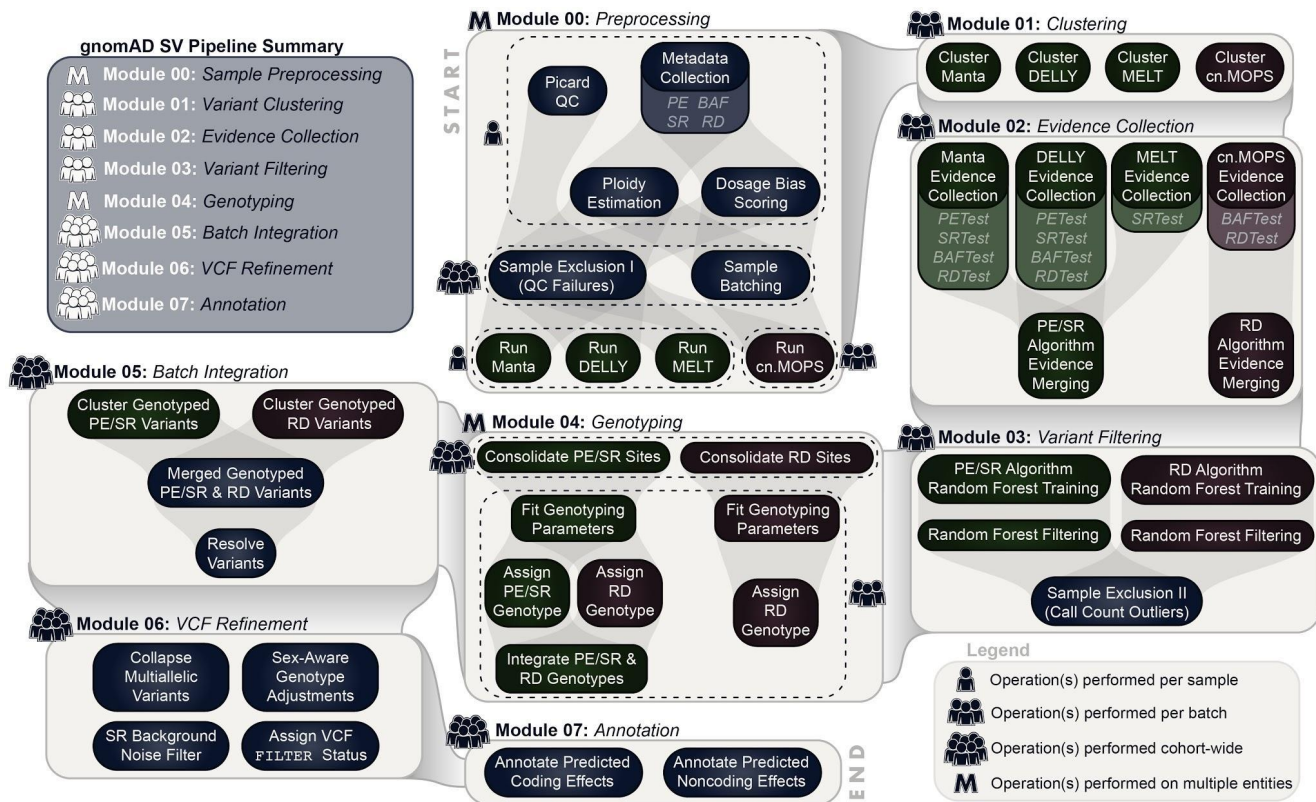 gnomAD SV Pipeline Summary
M Module 00: Sample Preprocessing
Module 01: Variant Clustering
Module 02: Evidence Collection
Module 03: Variant Filtering
M Module 04: Genotyping
Module 05: Batch Integration
Module 06: VCF Refinement
Module 07: Annotation
M Module 00: Preprocessing
START
Picard
QC
Metadata
Collection
PE BAF
SR RD
Ploidy
Estimation
Dosage Bias
Scoring
Sample Exclusion I
(QC Failures)
Sample
Batching
Run
Manta
Run
DELLY
Run
MELT
Run
cn.MOPS
Module 01: Clustering
Cluster
Manta
Cluster
DELLY
Cluster
MELT
Cluster
cn.MOPS
Module 02: Evidence Collection
Manta
Evidence
Collection
PETest
SRTest
BAFTest
RDTest
DELLY
Evidence
Collection
PETest
SRTest
BAFTest
RDTest
MELT
Evidence
Collection
SRTest
cn.MOPS
Evidence
Collection
BAFTest
RDTest
PE/SR
Algorithm
Evidence
Merging
RD
Algorithm
Evidence
Merging
Module 03: Variant Filtering
PE/SR Algorithm
Random Forest Training
RD Algorithm
Random Forest Training
Random Forest Filtering
Random Forest Filtering
Sample Exclusion II
(Call Count Outliers)
M Module 04: Genotyping
Consolidate PE/SR Sites
Consolidate RD Sites
Fit Genotyping
Parameters
Fit Genotyping
Parameters
Assign
PE/SR
Genotype
Assign
RD
Genotype
Assign
RD
Genotype
Integrate PE/SR &
RD Genotypes
Module 05: Batch Integration
Cluster Genotyped
PE/SR Variants
Cluster Genotyped
RD Variants
Merged Genotyped
PE/SR & RD Variants
Resolve
Variants
Module 06: VCF Refinement
Collapse
Multiallelic
Variants
Sex-Aware
Genotype
Adjustments
SR Background
Noise Filter
Assign VCF
FILTER Status
Module 07: Annotation
Annotate Predicted
Coding Effects
Annotate Predicted
Noncoding Effects
END
Legend
Operation(s) performed per sample
Operation(s) performed per batch
Operation(s) performed cohort-wide
M Operation(s) performed on multiple entities